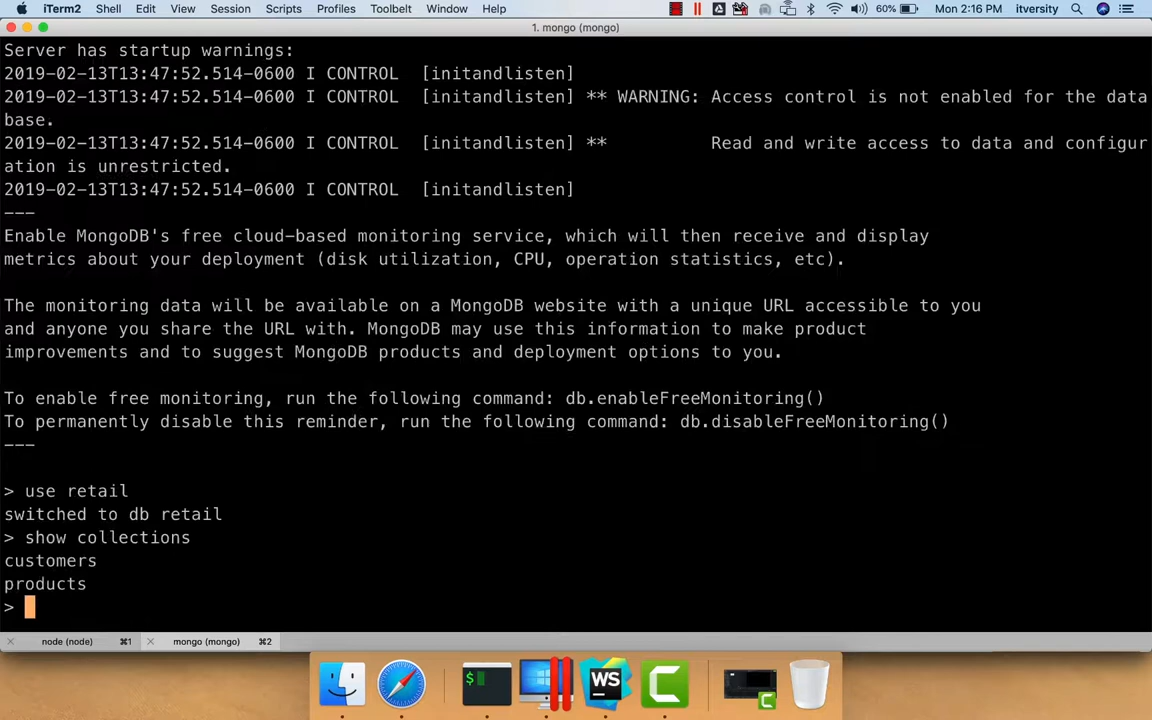 iTerm2 Shell Edit View Session Scripts Profiles Toolbelt Window Help 60% Mon 2:16 PM itversity
1. mongo (mongo)
Server has startup warnings:
2019-02-13T13:47:52.514-0600 I CONTROL  [initandlisten]
2019-02-13T13:47:52.514-0600 I CONTROL  [initandlisten] ** WARNING: Access control is not enabled for the data
base.
2019-02-13T13:47:52.514-0600 I CONTROL  [initandlisten] **          Read and write access to data and configur
ation is unrestricted.
2019-02-13T13:47:52.514-0600 I CONTROL  [initandlisten]
---
Enable MongoDB's free cloud-based monitoring service, which will then receive and display
metrics about your deployment (disk utilization, CPU, operation statistics, etc).
The monitoring data will be available on a MongoDB website with a unique URL accessible to you
and anyone you share the URL with. MongoDB may use this information to make product
improvements and to suggest MongoDB products and deployment options to you.
To enable free monitoring, run the following command: db.enableFreeMonitoring()
To permanently disable this reminder, run the following command: db.disableFreeMonitoring()
---
> use retail
switched to db retail
> show collections
customers
products
>
node (node) ⌘1 mongo (mongo) ⌘2
$ WS C C